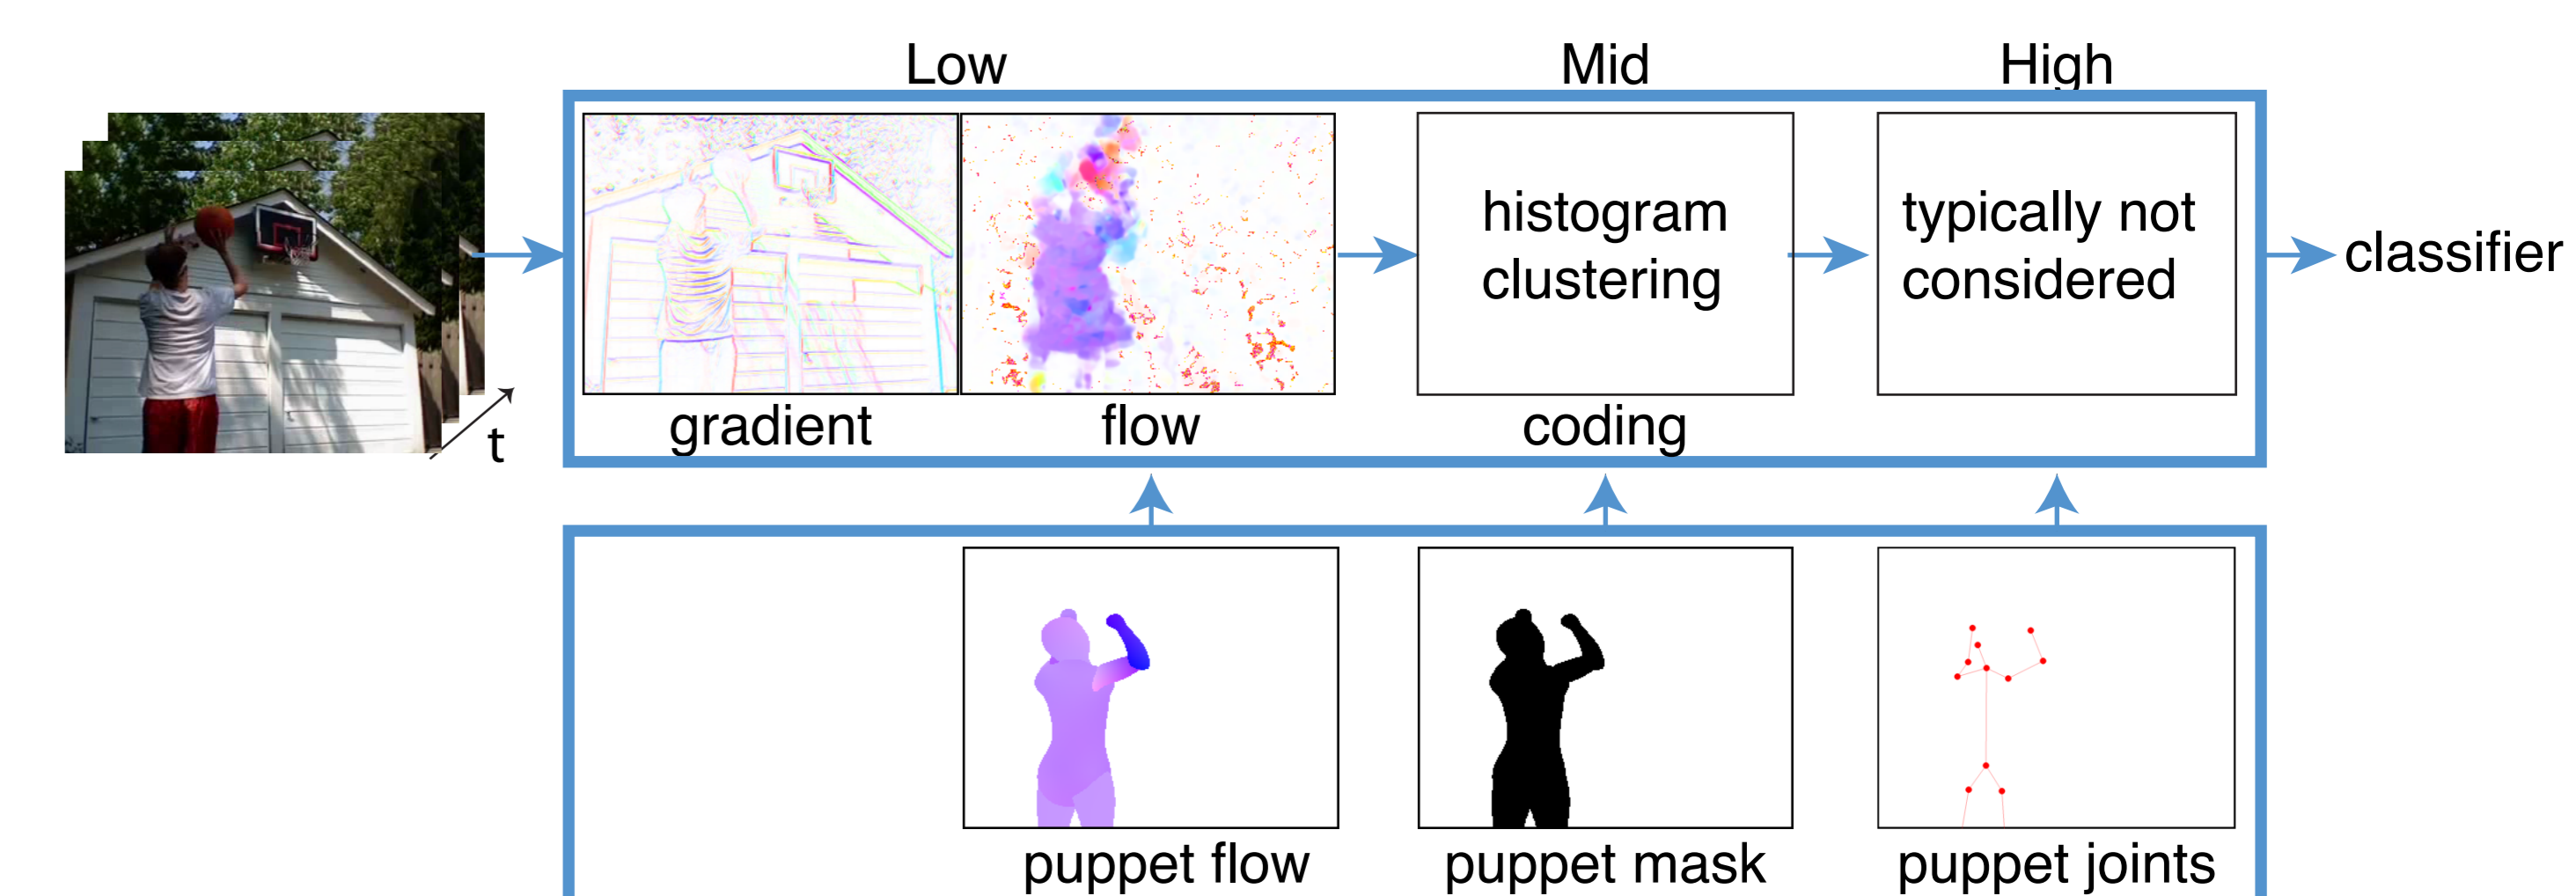 Low
Mid
High
histogram
clustering
typically not
considered
classifier
gradient
flow
coding
t
puppet flow
puppet mask
puppet joints